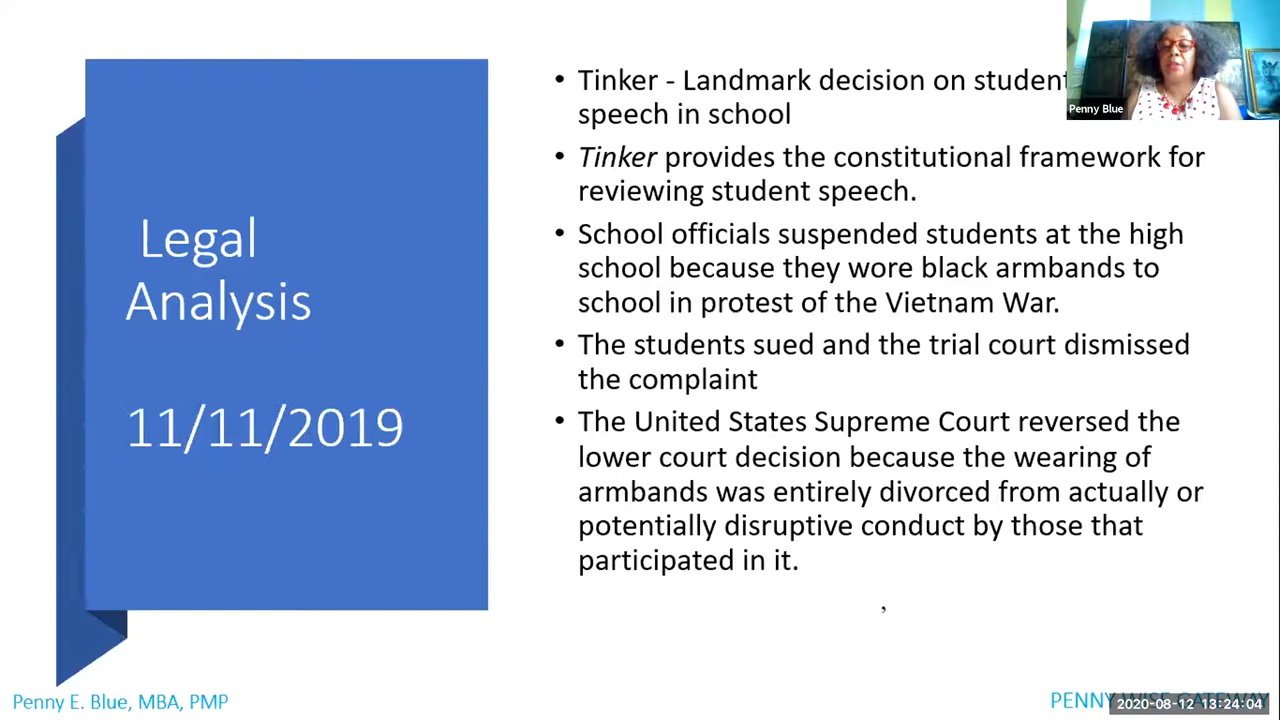 Legal
Analysis
11/11/2019
• Tinker - Landmark decision on student
speech in school
• Tinker provides the constitutional framework for
reviewing student speech.
• School officials suspended students at the high
school because they wore black armbands to
school in protest of the Vietnam War.
• The students sued and the trial court dismissed
the complaint
• The United States Supreme Court reversed the
lower court decision because the wearing of
armbands was entirely divorced from actually or
potentially disruptive conduct by those that
participated in it.
,
Penny Blue
Penny E. Blue, MBA, PMP
PENNY WISE GATEWAY
2020-08-12 13:24:04